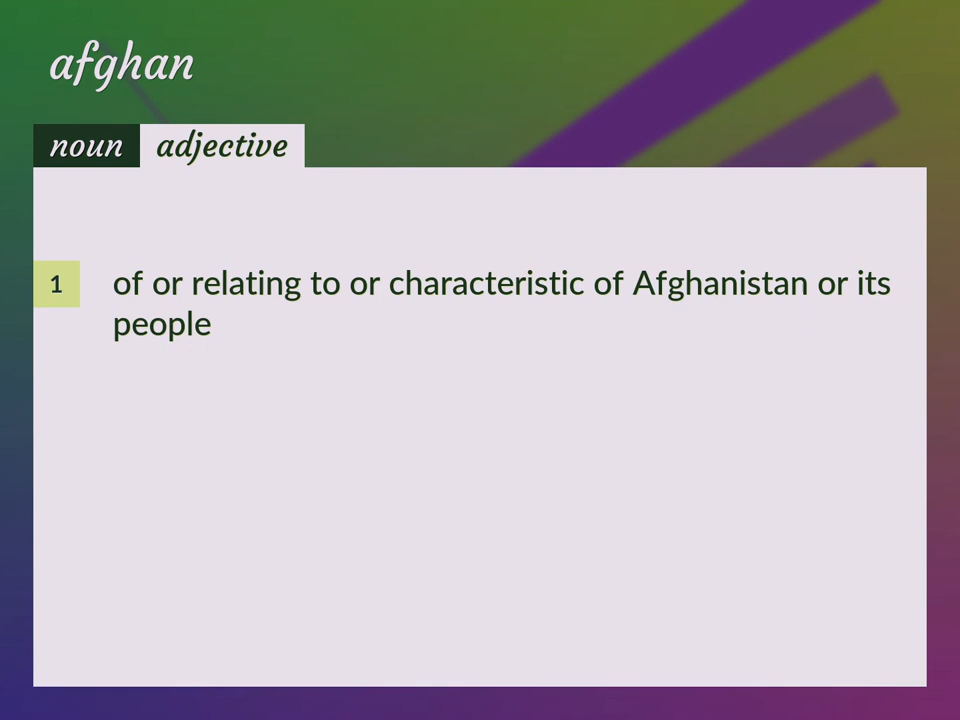 afghan
noun adjective
1 of or relating to or characteristic of Afghanistan or its
people